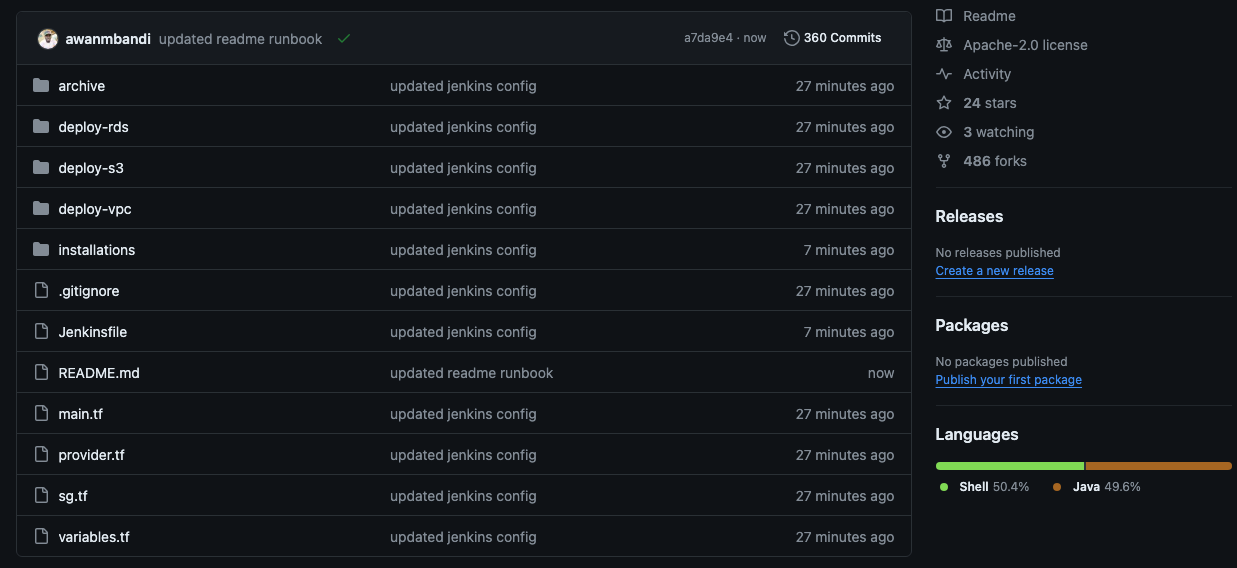 awanmbandi updated readme runbook a7da9e4 · now 360 Commits
archive updated jenkins config 27 minutes ago
deploy-rds updated jenkins config 27 minutes ago
deploy-s3 updated jenkins config 27 minutes ago
deploy-vpc updated jenkins config 27 minutes ago
installations updated jenkins config 7 minutes ago
.gitignore updated jenkins config 27 minutes ago
Jenkinsfile updated jenkins config 7 minutes ago
README.md updated readme runbook now
main.tf updated jenkins config 27 minutes ago
provider.tf updated jenkins config 27 minutes ago
sg.tf updated jenkins config 27 minutes ago
variables.tf updated jenkins config 27 minutes ago
Readme
Apache-2.0 license
Activity
24 stars
3 watching
486 forks
Releases
No releases published
Create a new release
Packages
No packages published
Publish your first package
Languages
Shell 50.4% Java 49.6%